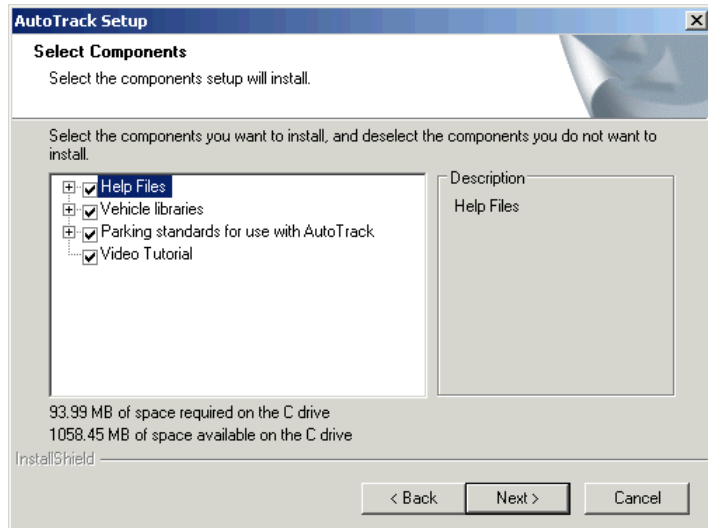 AutoTrack Setup
Select Components
Select the components setup will install.
Select the components you want to install, and deselect the components you do not want to
install.
Help Files
Vehicle libraries
Parking standards for use with AutoTrack
Video Tutorial
Description
Help Files
93.99 MB of space required on the C drive
1058.45 MB of space available on the C drive
InstallShield
< Back
Next >
Cancel